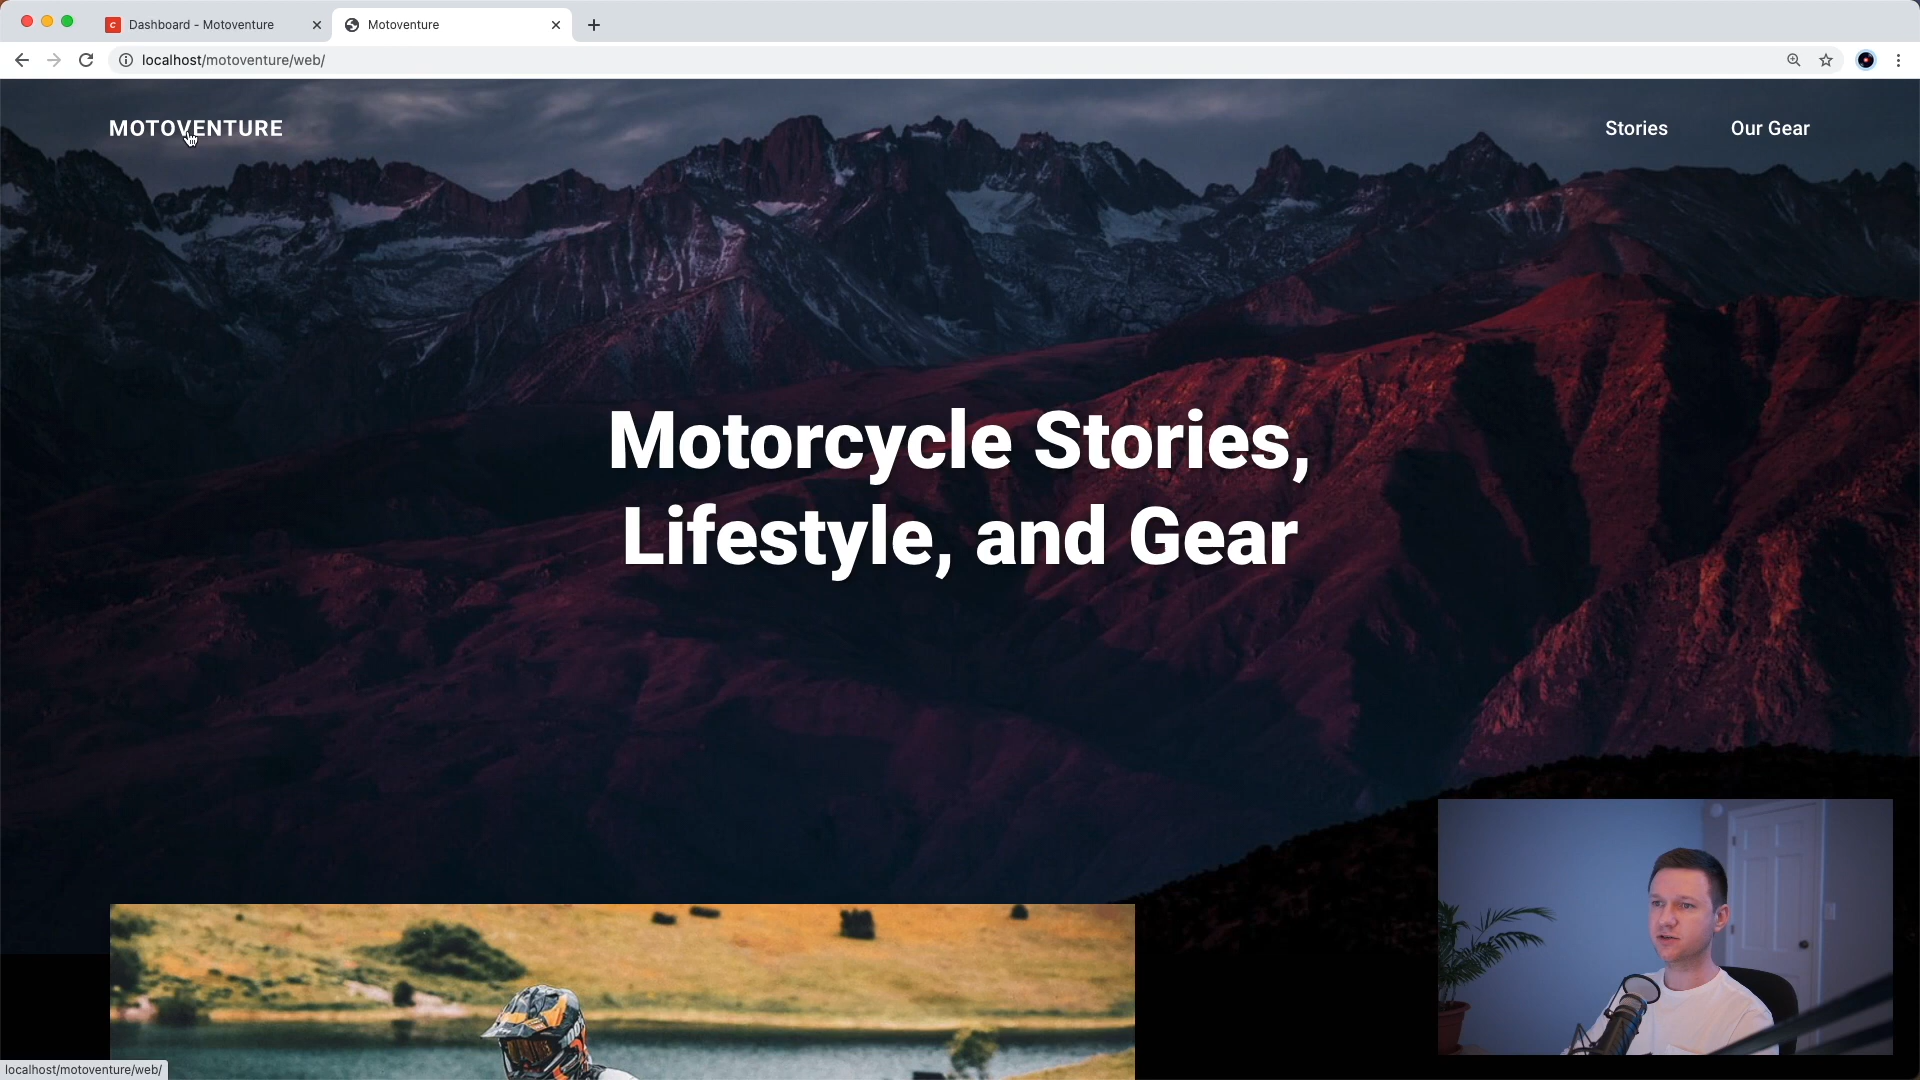 Dashboard - Motoventure
Motoventure
localhost/motoventure/web/
MOTOVENTURE
Stories
Our Gear
Motorcycle Stories,
Lifestyle, and Gear
localhost/motoventure/web/